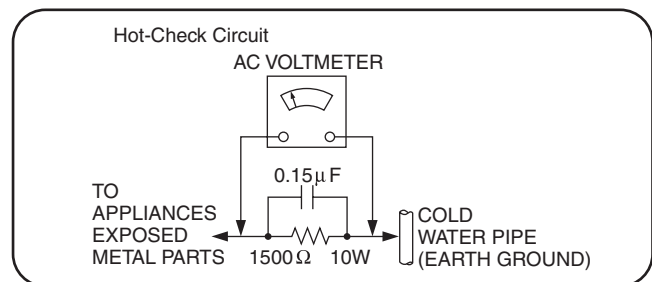 Hot-Check Circuit
AC VOLTMETER
0.15μF
TO
APPLIANCES
EXPOSED
METAL PARTS
1500Ω 10W
COLD
WATER PIPE
(EARTH GROUND)